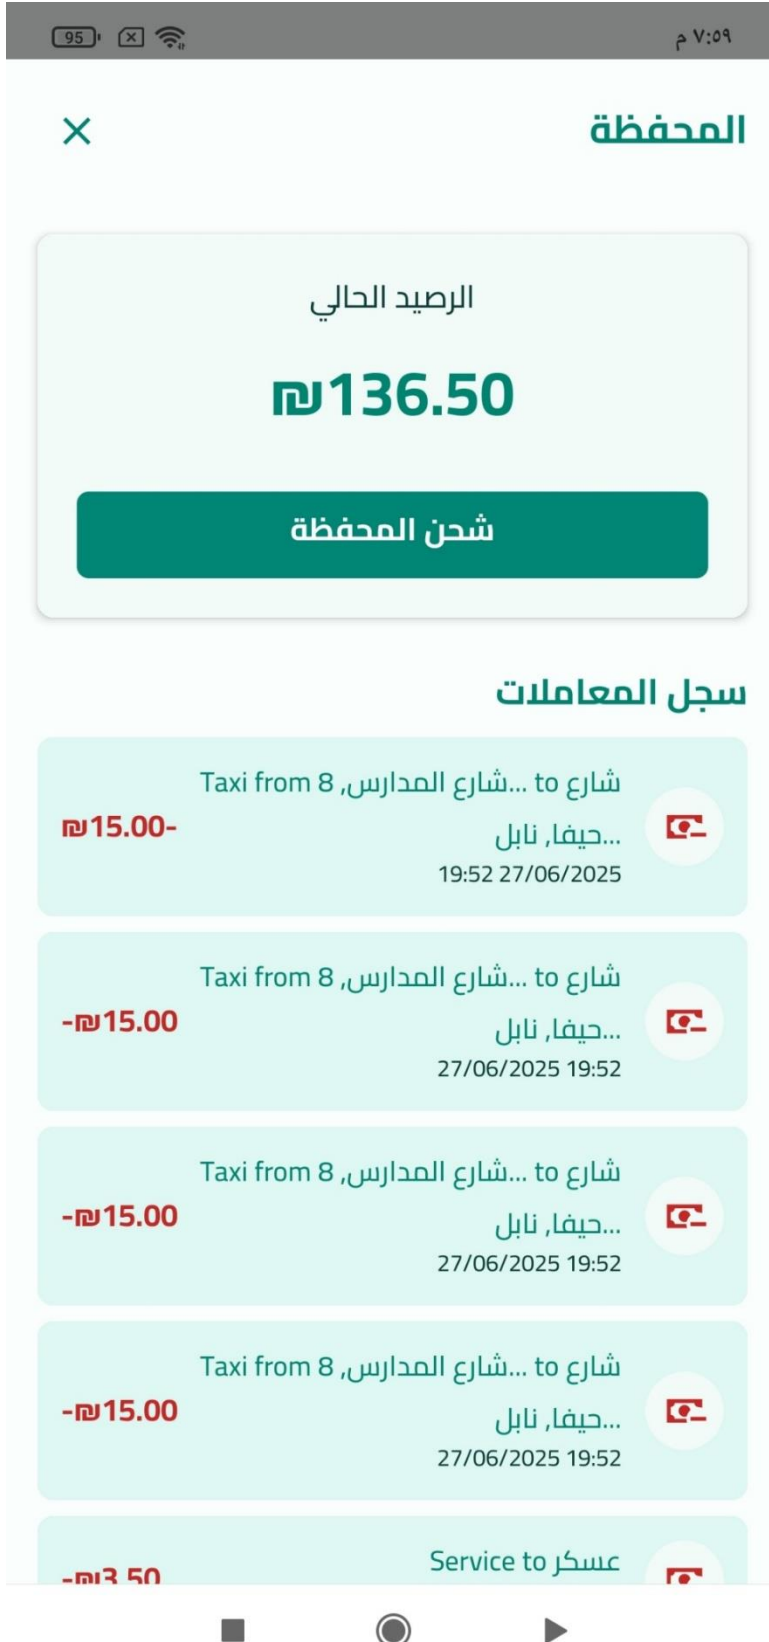 ٧:٥٩ م
95
المحفظة
الرصيد الحالي
₪136.50
شحن المحفظة
سجل المعاملات
Taxi from 8 شارع المدارس,... to شارع
حيفا, نابل...
19:52 27/06/2025
₪15.00-
Taxi from 8 شارع المدارس,... to شارع
حيفا, نابل...
27/06/2025 19:52
-₪15.00
Taxi from 8 شارع المدارس,... to شارع
حيفا, نابل...
27/06/2025 19:52
-₪15.00
Taxi from 8 شارع المدارس,... to شارع
حيفا, نابل...
27/06/2025 19:52
-₪15.00
Service to عسكر
-₪3.50